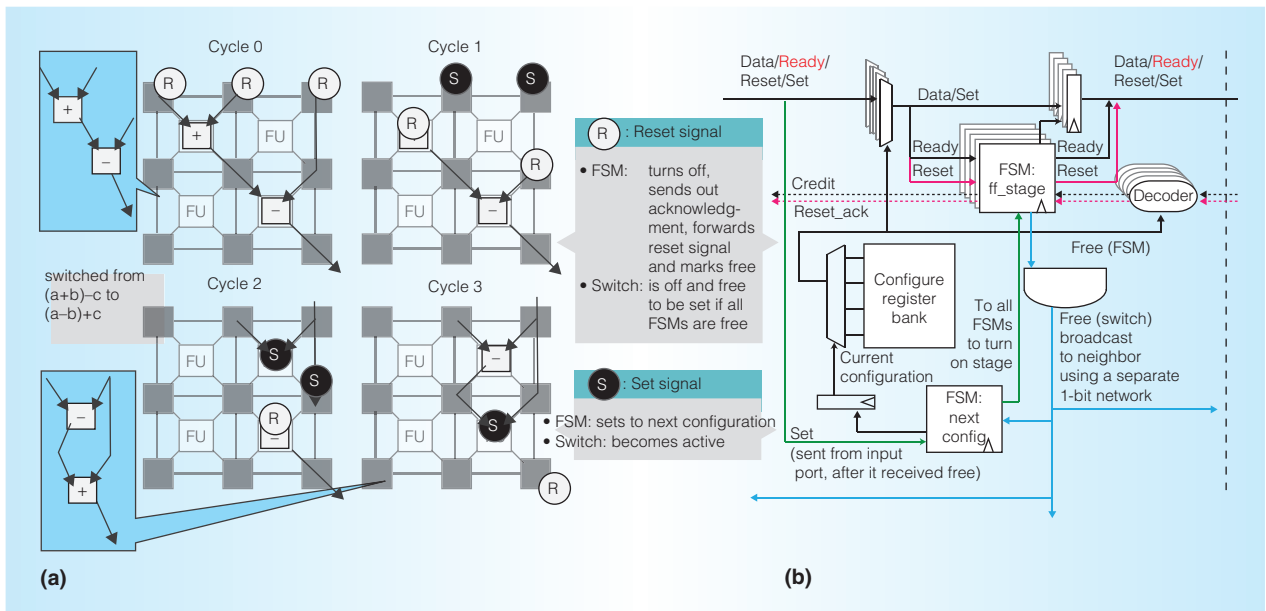 Cycle 0
Cycle 1
R
R
R
S
S
+
−
+
FU
FU
−
R
FU
R
FU
−
switched from
(a+b)–c to
(a–b)+c
Cycle 2
Cycle 3
FU
S
S
FU
−
FU
FU
R
−
FU
FU
S
FU
R
−
+
(a)
R : Reset signal
• FSM: turns off,
sends out
acknowledg-
ment, forwards
reset signal
and marks free
• Switch: is off and free
to be set if all
FSMs are free
S : Set signal
• FSM: sets to next configuration
• Switch: becomes active
Data/Ready/
Reset/Set
Data/Ready/
Reset/Set
Data/Set
Ready
Reset
FSM:
ff_stage
Ready
Reset
Credit
Reset_ack
Decoder
Free (FSM)
Configure
register
bank
To all
FSMs
to turn
on stage
Free (switch)
broadcast
to neighbor
using a separate
1-bit network
Current
configuration
FSM:
next
config
Set
(sent from input
port, after it received free)
(b)